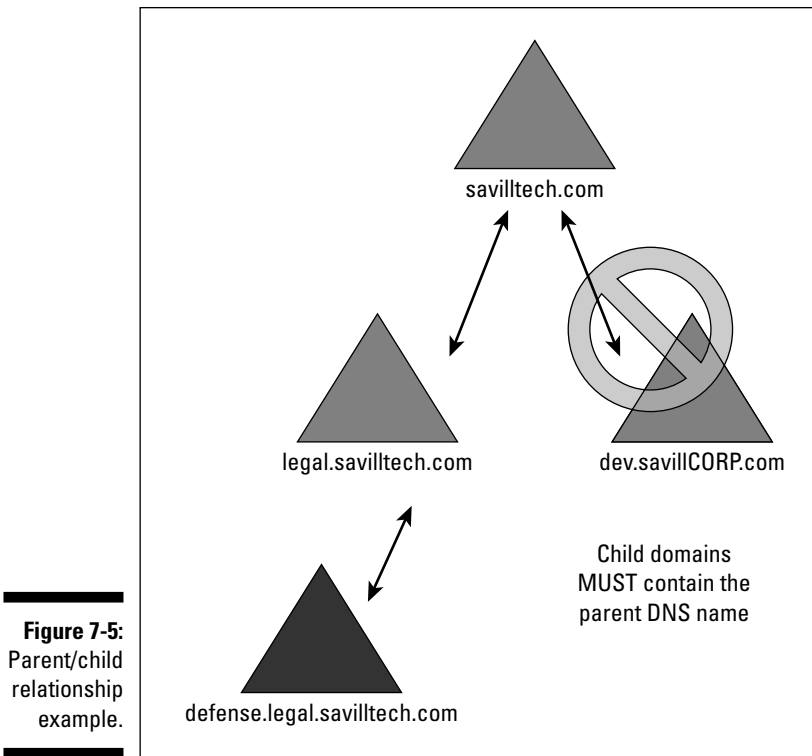 savilltech.com
legal.savilltech.com
dev.savillCORP.com
Child domains
MUST contain the
parent DNS name
defense.legal.savilltech.com
Figure 7-5:
Parent/child
relationship
example.